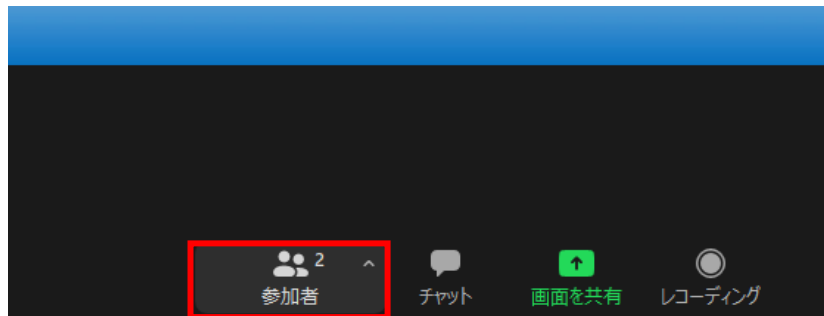 2
参加者
チャット
画面を共有
レコーディング